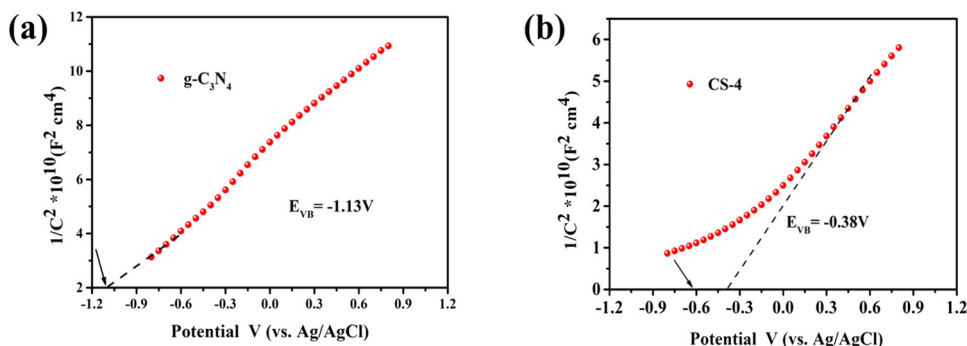 (a)
12
10
8
6
4
2
1/C² *10¹⁰(F² cm⁴)
g-C₃N₄
E_VB= -1.13V
-1.2 -0.9 -0.6 -0.3 0.0 0.3 0.6 0.9 1.2
Potential V (vs. Ag/AgCl)
(b)
6
5
4
3
2
1
0
1/C² *10¹⁰(F² cm⁴)
CS-4
E_VB= -0.38V
-1.2 -0.9 -0.6 -0.3 0.0 0.3 0.6 0.9 1.2
Potential V (vs. Ag/AgCl)